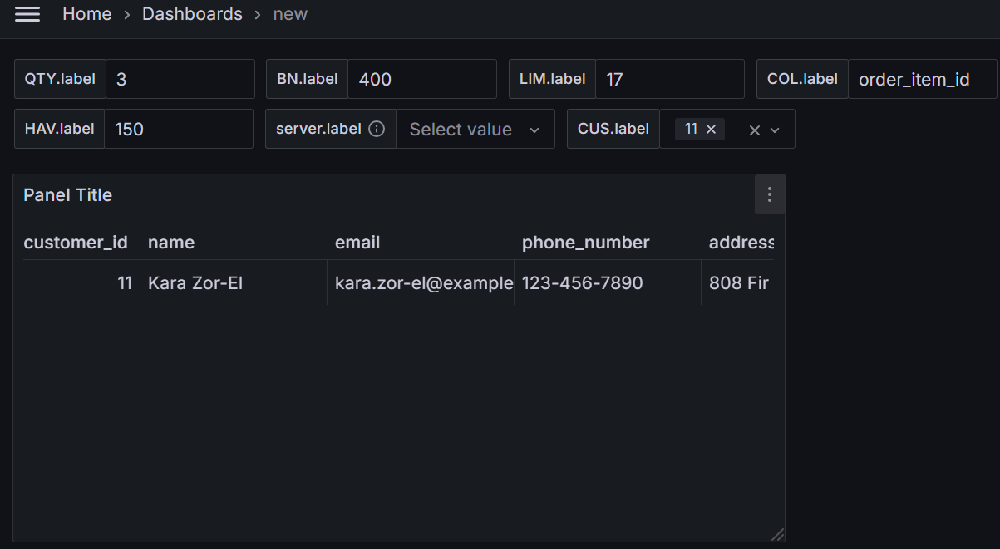 Home › Dashboards › new
QTY.label 3 BN.label 400 LIM.label 17 COL.label order_item_id
HAV.label 150 server.label Select value CUS.label 11
Panel Title
customer_id name email phone_number address
11 Kara Zor-El kara.zor-el@example 123-456-7890 808 Fir